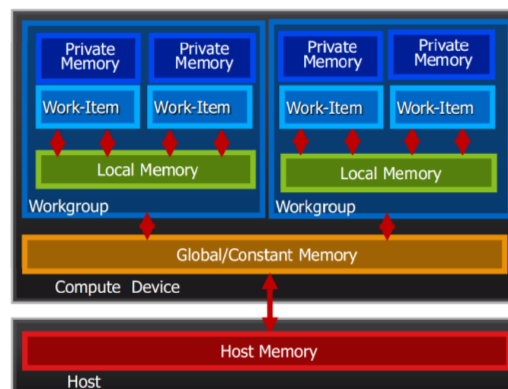 Private
Memory
Private
Memory
Private
Memory
Private
Memory
Work-Item
Work-Item
Work-Item
Work-Item
Local Memory
Local Memory
Workgroup
Workgroup
Global/Constant Memory
Compute Device
Host Memory
Host